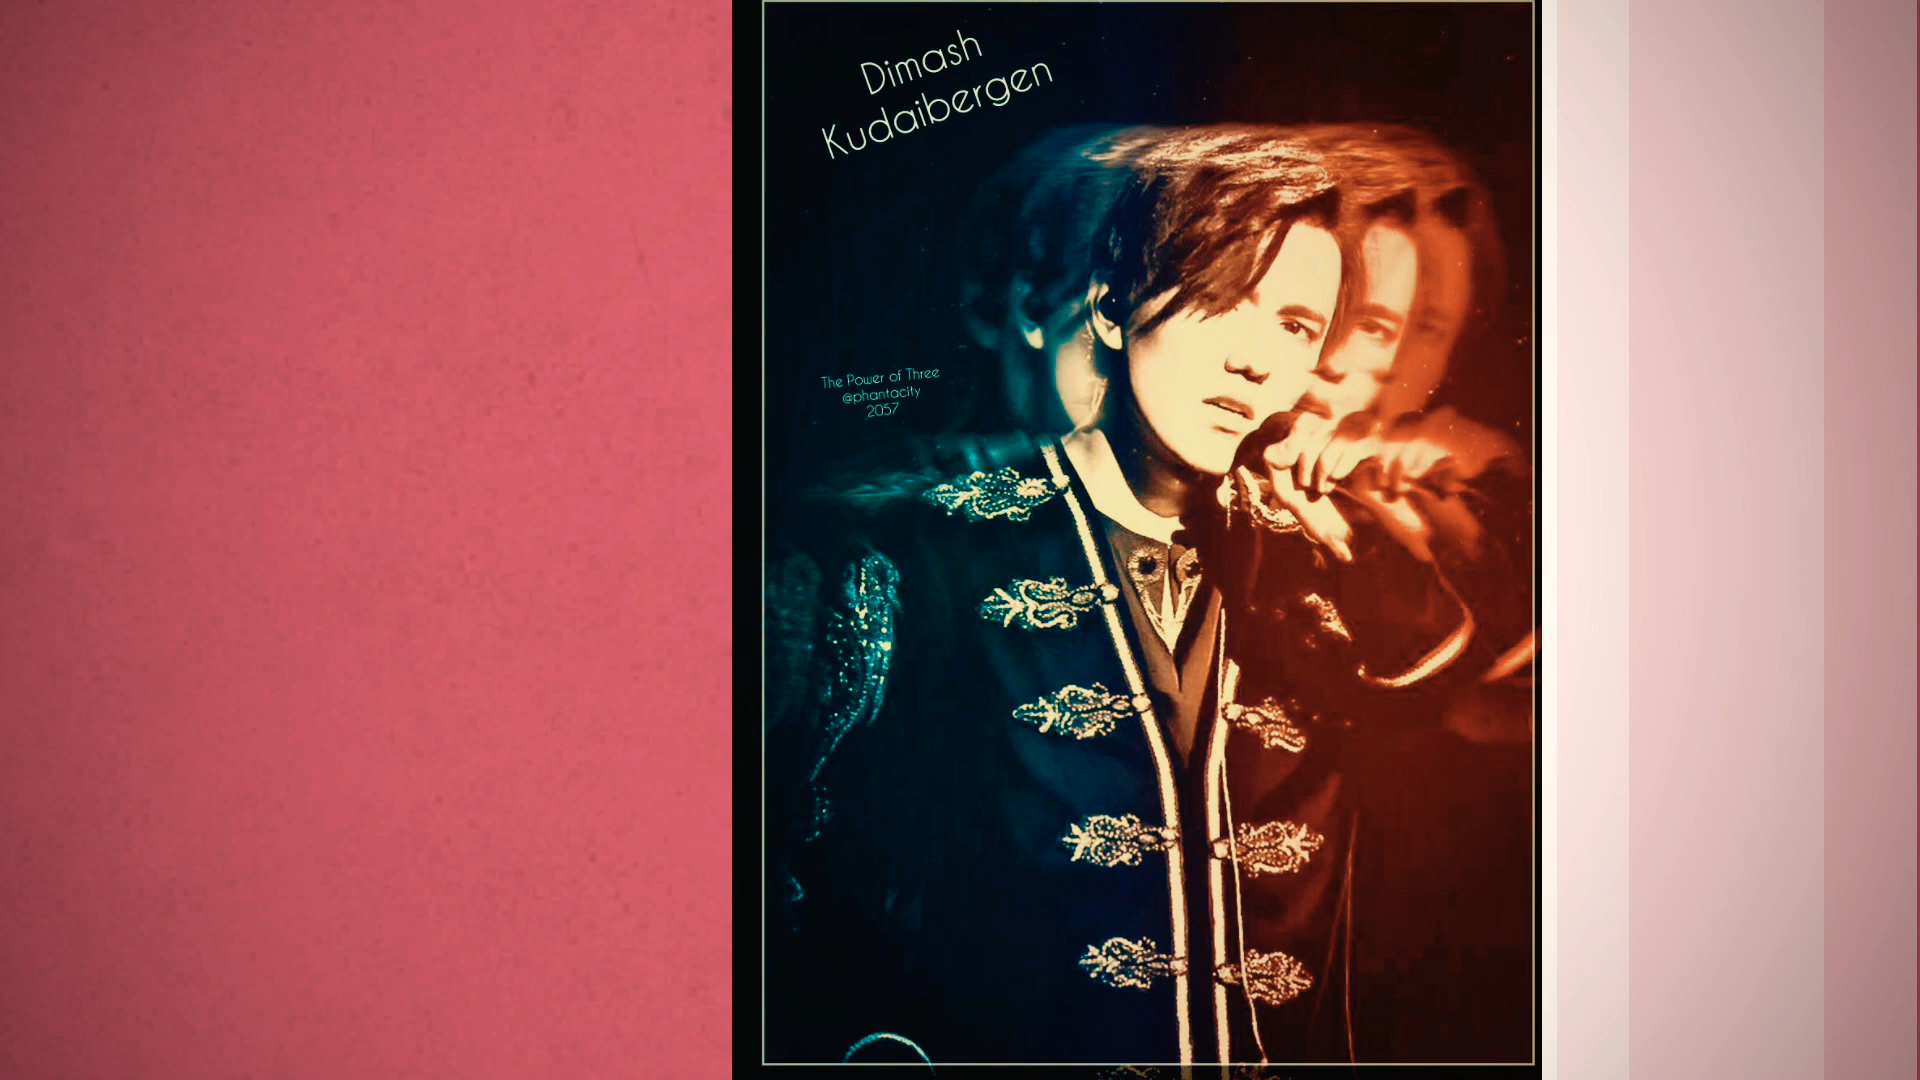 Dimash
Kudaibergen
The Power of Three
@phantacity
2057